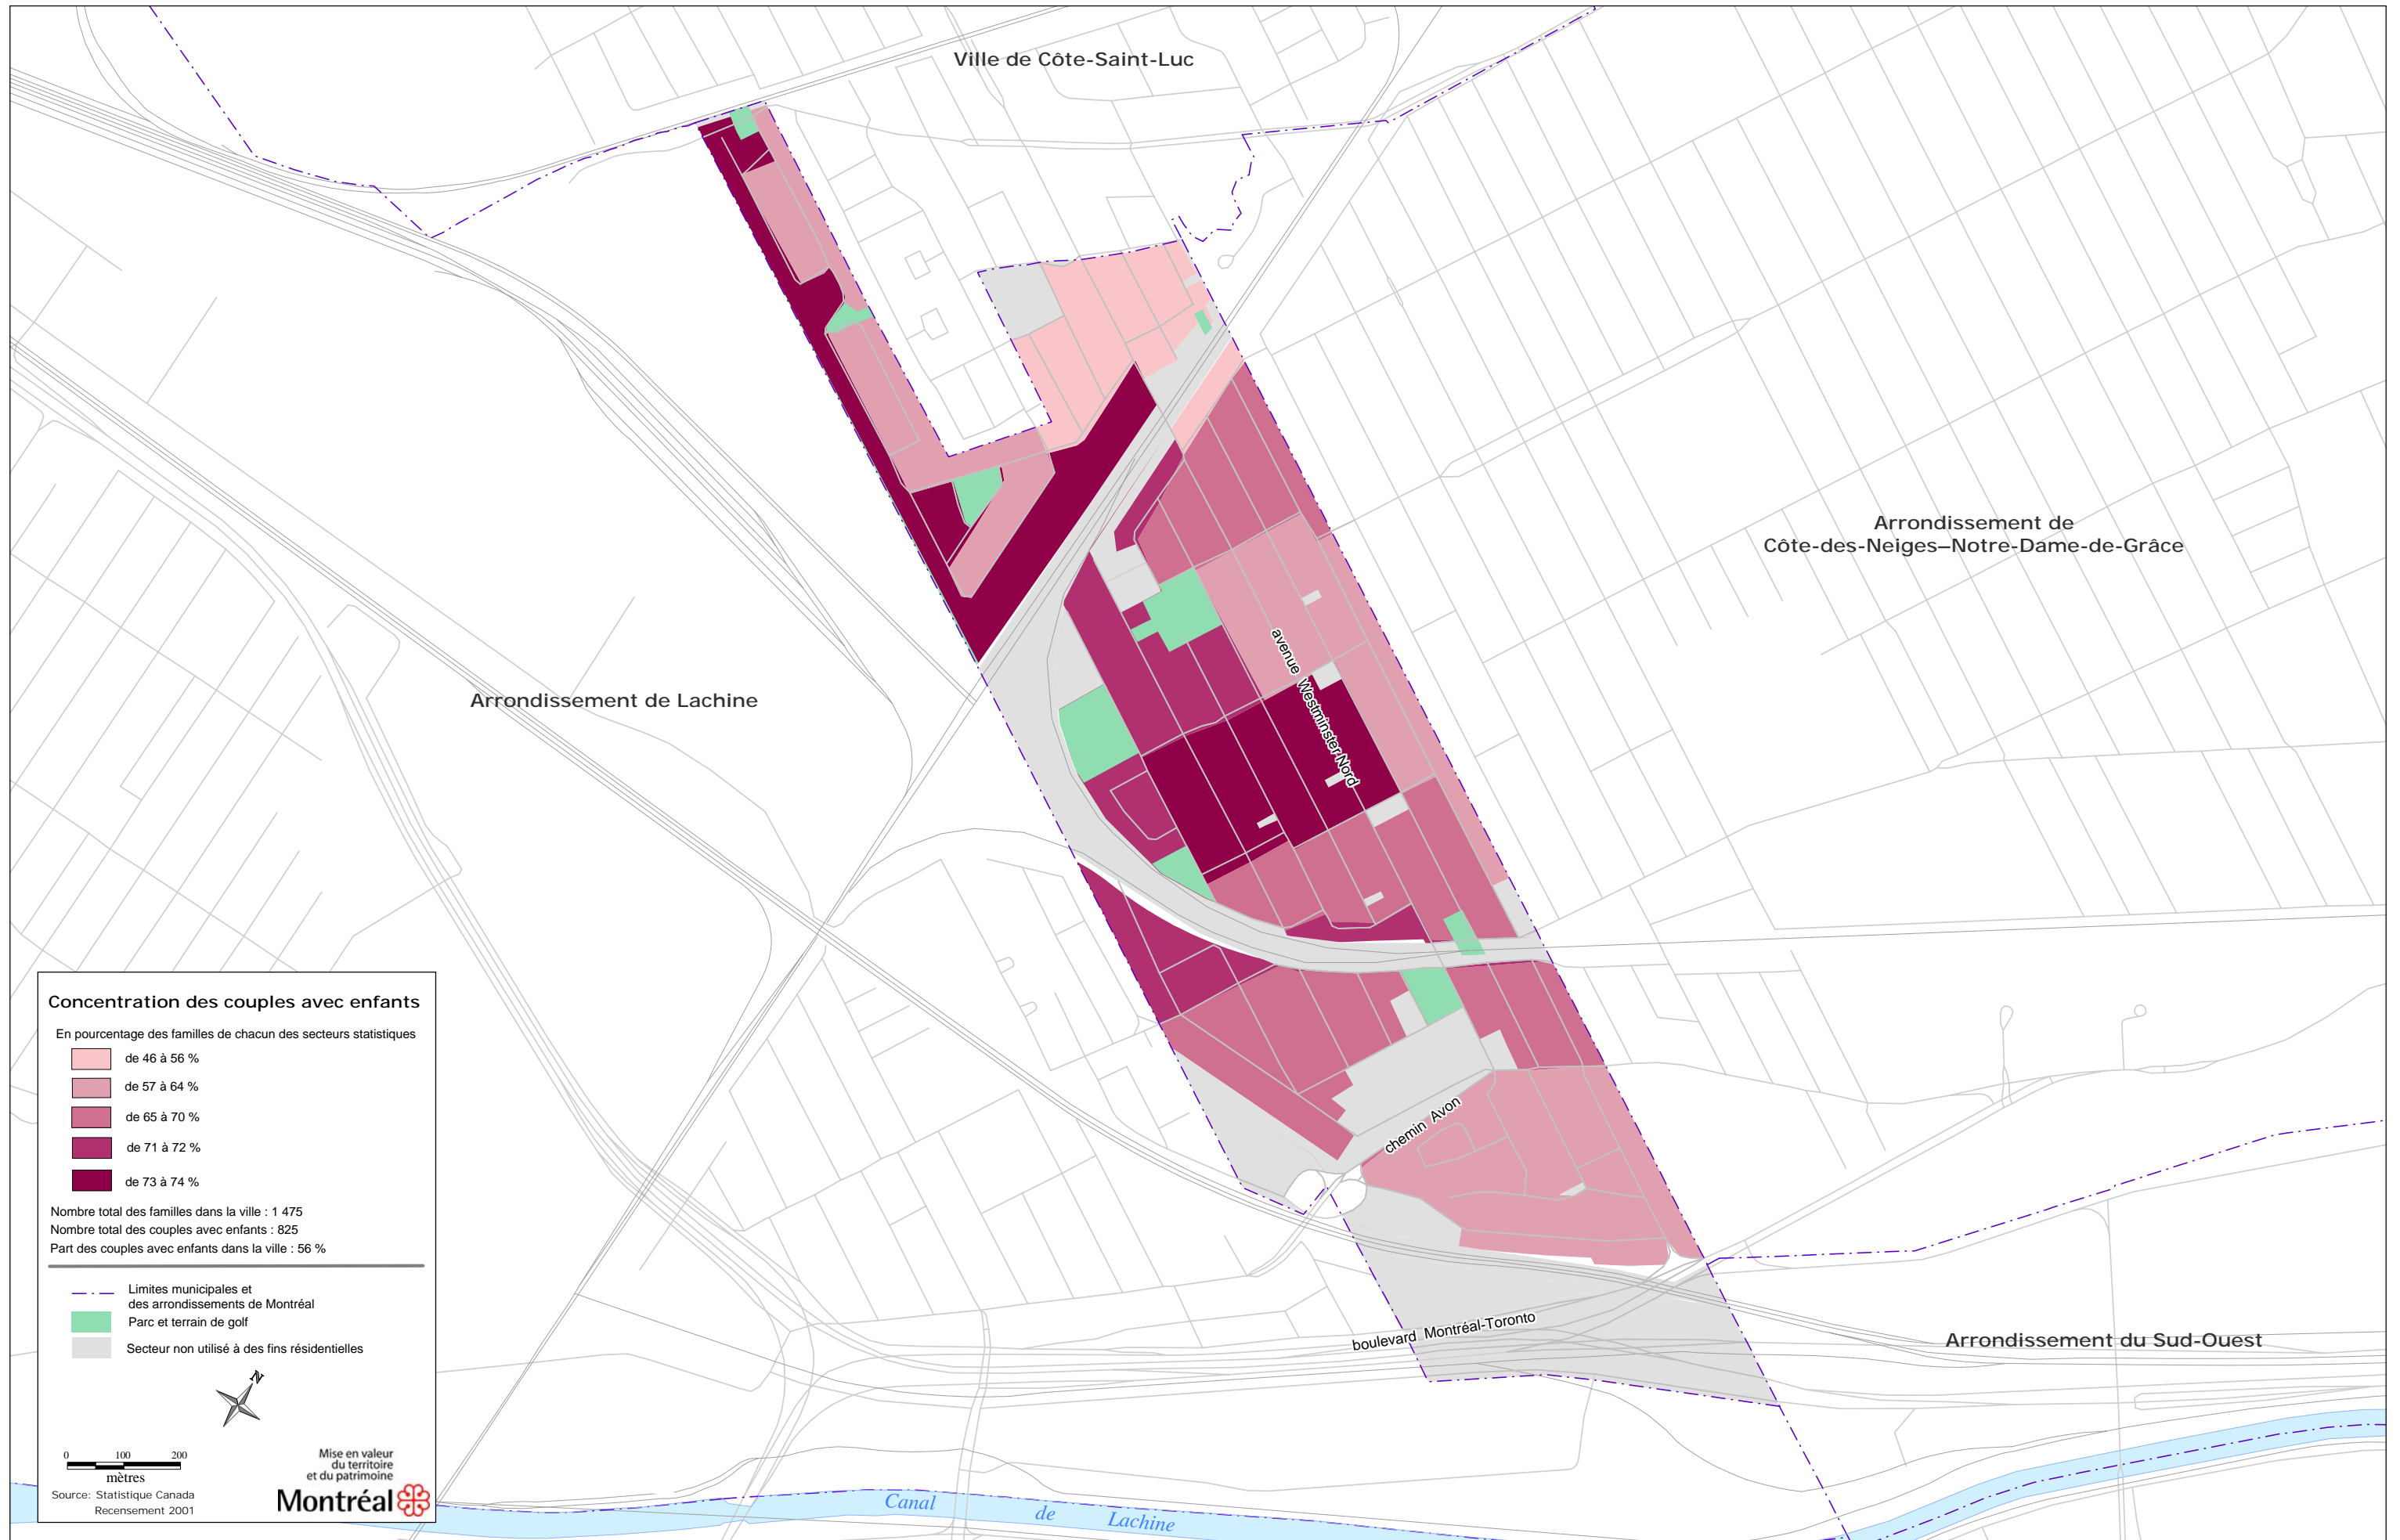 Ville de Côte-Saint-Luc
Arrondissement de
Côte-des-Neiges–Notre-Dame-de-Grâce
Arrondissement de Lachine
avenue Westminster-Nord
chemin Avon
boulevard Montréal-Toronto
Arrondissement du Sud-Ouest
Canal de Lachine
Concentration des couples avec enfants
En pourcentage des familles de chacun des secteurs statistiques
de 46 à 56 %
de 57 à 64 %
de 65 à 70 %
de 71 à 72 %
de 73 à 74 %
Nombre total des familles dans la ville : 1 475
Nombre total des couples avec enfants : 825
Part des couples avec enfants dans la ville : 56 %
Limites municipales et
des arrondissements de Montréal
Parc et terrain de golf
Secteur non utilisé à des fins résidentielles
N
0 100 200
mètres
Source: Statistique Canada
Recensement 2001
Mise en valeur
du territoire
et du patrimoine
Montréal